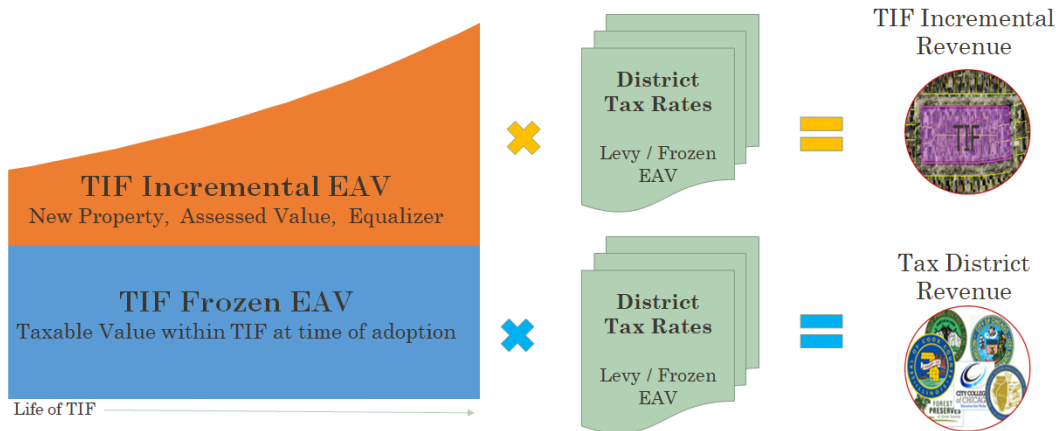 TIF Incremental EAV
New Property, Assessed Value, Equalizer
TIF Frozen EAV
Taxable Value within TIF at time of adoption
Life of TIF
District
Tax Rates
Levy / Frozen
EAV
TIF Incremental
Revenue
TIF
District
Tax Rates
Levy / Frozen
EAV
Tax District
Revenue
CITY COLLEGES
of CHICAGO
FOREST
PRESERVES